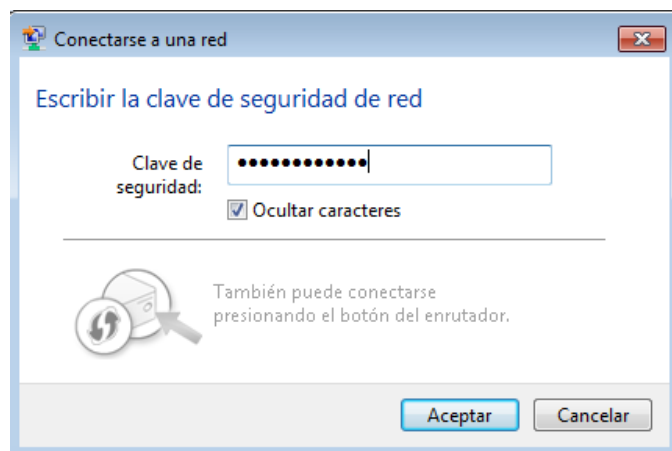 Conectarse a una red
Escribir la clave de seguridad de red
Clave de
seguridad:
••••••••••••
Ocultar caracteres
También puede conectarse
presionando el botón del enrutador.
Aceptar
Cancelar